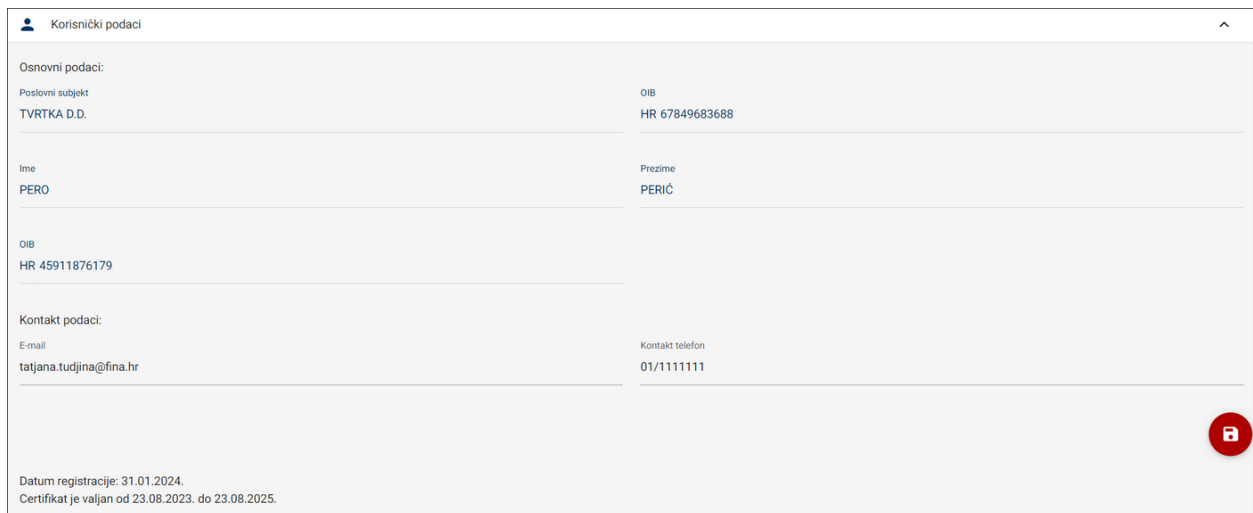 Korisnički podaci
Osnovni podaci:
Poslovni subjekt
TVRTKA D.D.
OIB
HR 67849683688
Ime
PERO
Prezime
PERIĆ
OIB
HR 45911876179
Kontakt podaci:
E-mail
tatjana.tudjina@fina.hr
Kontakt telefon
01/1111111
Datum registracije: 31.01.2024.
Certifikat je valjan od 23.08.2023. do 23.08.2025.